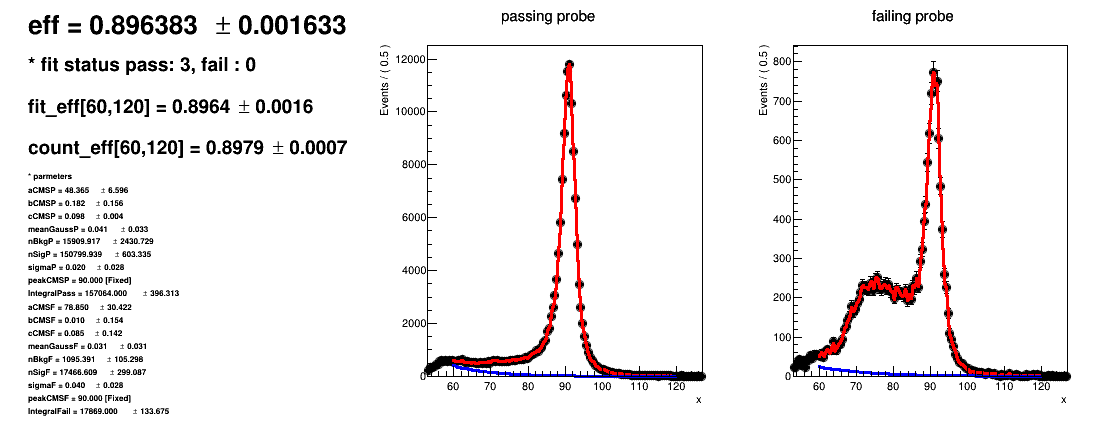 eff = 0.896383 ± 0.001633
* fit status pass: 3, fail : 0
fit_eff[60,120] = 0.8964 ± 0.0016
count_eff[60,120] = 0.8979 ± 0.0007
* parmeters
aCMSP = 48.365 ± 6.596
bCMSP = 0.182 ± 0.156
cCMSP = 0.098 ± 0.004
meanGaussP = 0.041 ± 0.033
nBkgP = 15909.917 ± 2430.729
nSigP = 150799.939 ± 603.335
sigmaP = 0.020 ± 0.028
peakCMSP = 90.000 [Fixed]
IntegralPass = 157064.000 ± 396.313
aCMSF = 78.850 ± 30.422
bCMSF = 0.010 ± 0.154
cCMSF = 0.085 ± 0.142
meanGaussF = 0.031 ± 0.031
nBkgF = 1095.391 ± 105.298
nSigF = 17466.609 ± 299.087
sigmaF = 0.040 ± 0.028
peakCMSF = 90.000 [Fixed]
IntegralFail = 17869.000 ± 133.675
passing probe
Events / ( 0.5 )
12000
10000
8000
6000
4000
2000
0
60 70 80 90 100 110 120
x
failing probe
Events / ( 0.5 )
800
700
600
500
400
300
200
100
0
60 70 80 90 100 110 120
x